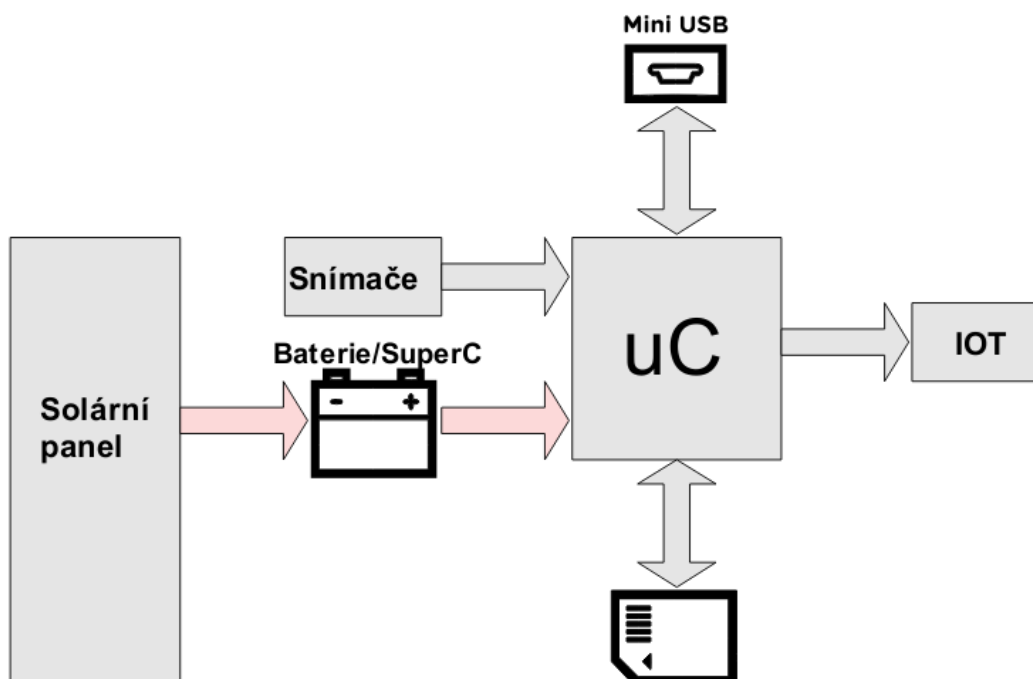 Mini USB
Snímače
uC
IOT
Baterie/SuperC
- +
Solární
panel